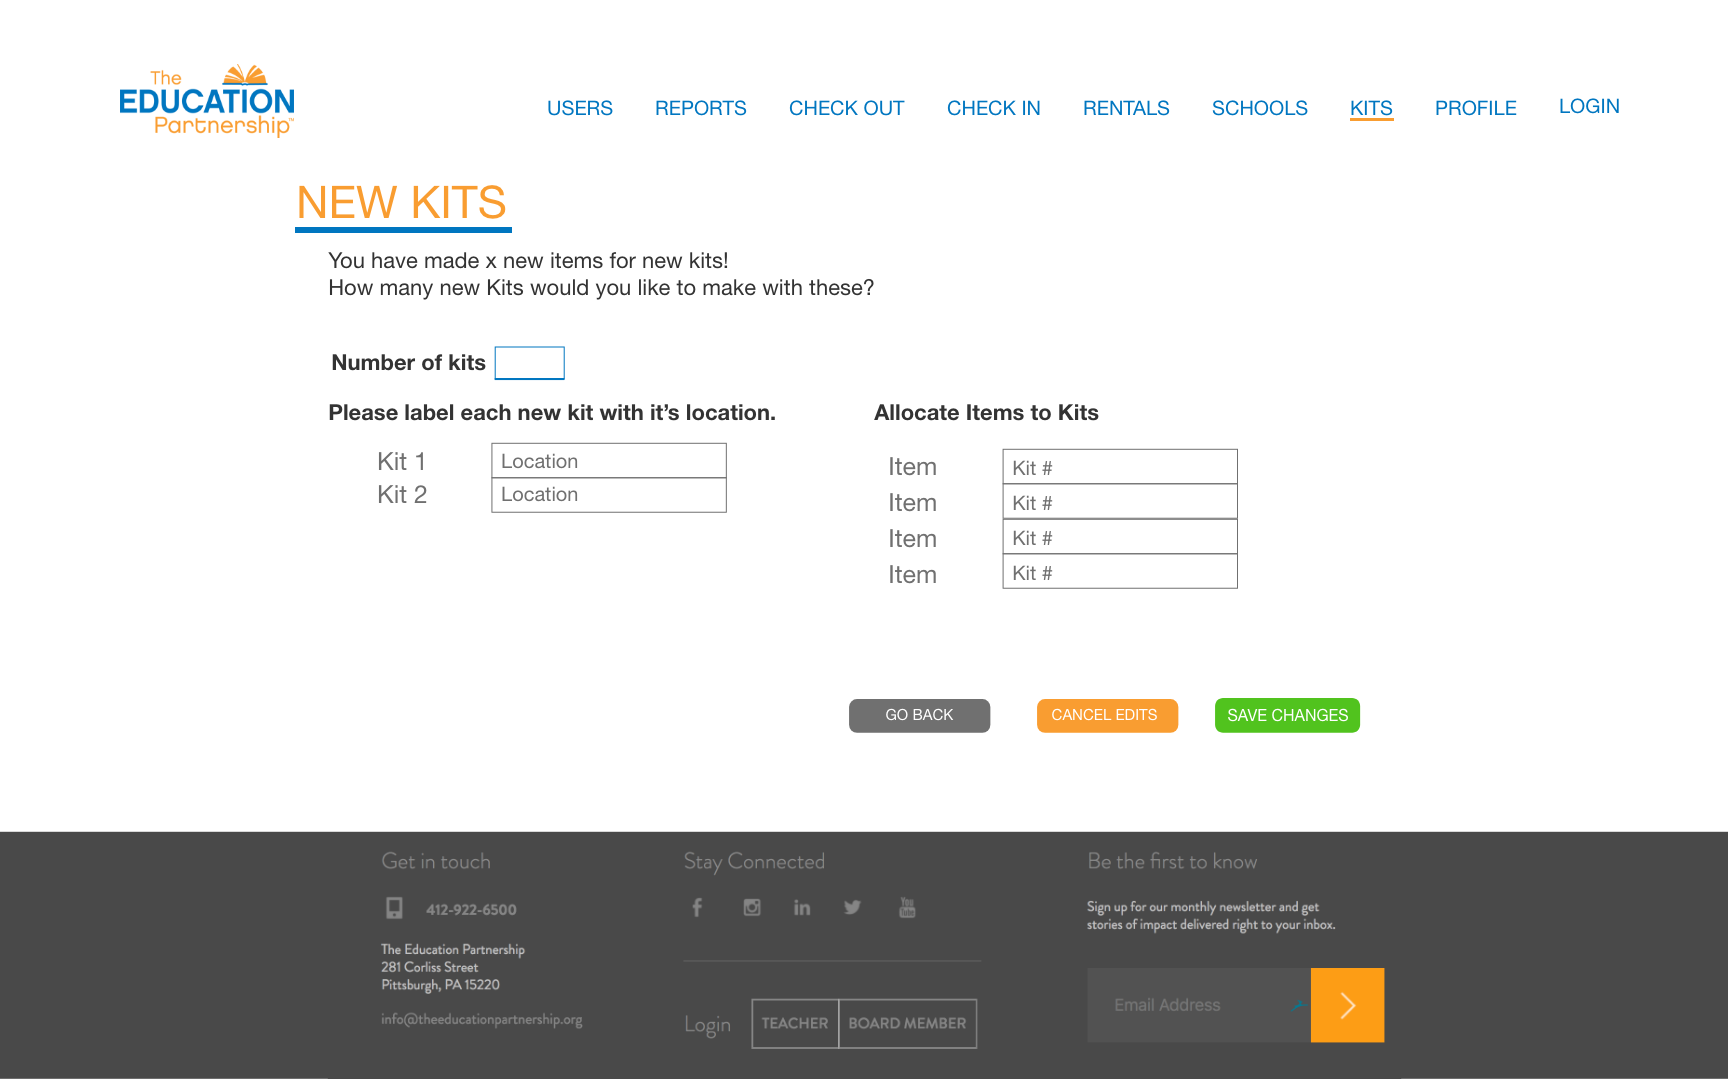 The
EDUCATION
Partnership™
USERS REPORTS CHECK OUT CHECK IN RENTALS SCHOOLS KITS PROFILE LOGIN
NEW KITS
You have made x new items for new kits!
How many new Kits would you like to make with these?
Number of kits
Please label each new kit with it’s location.
Kit 1 Location
Kit 2 Location
Allocate Items to Kits
Item Kit #
Item Kit #
Item Kit #
Item Kit #
GO BACK CANCEL EDITS SAVE CHANGES
Get in touch
412-922-6500
The Education Partnership
281 Corliss Street
Pittsburgh, PA 15220
info@theeducationpartnership.org
Stay Connected
You
Tube
Login TEACHER BOARD MEMBER
Be the first to know
Sign up for our monthly newsletter and get
stories of impact delivered right to your inbox.
Email Address